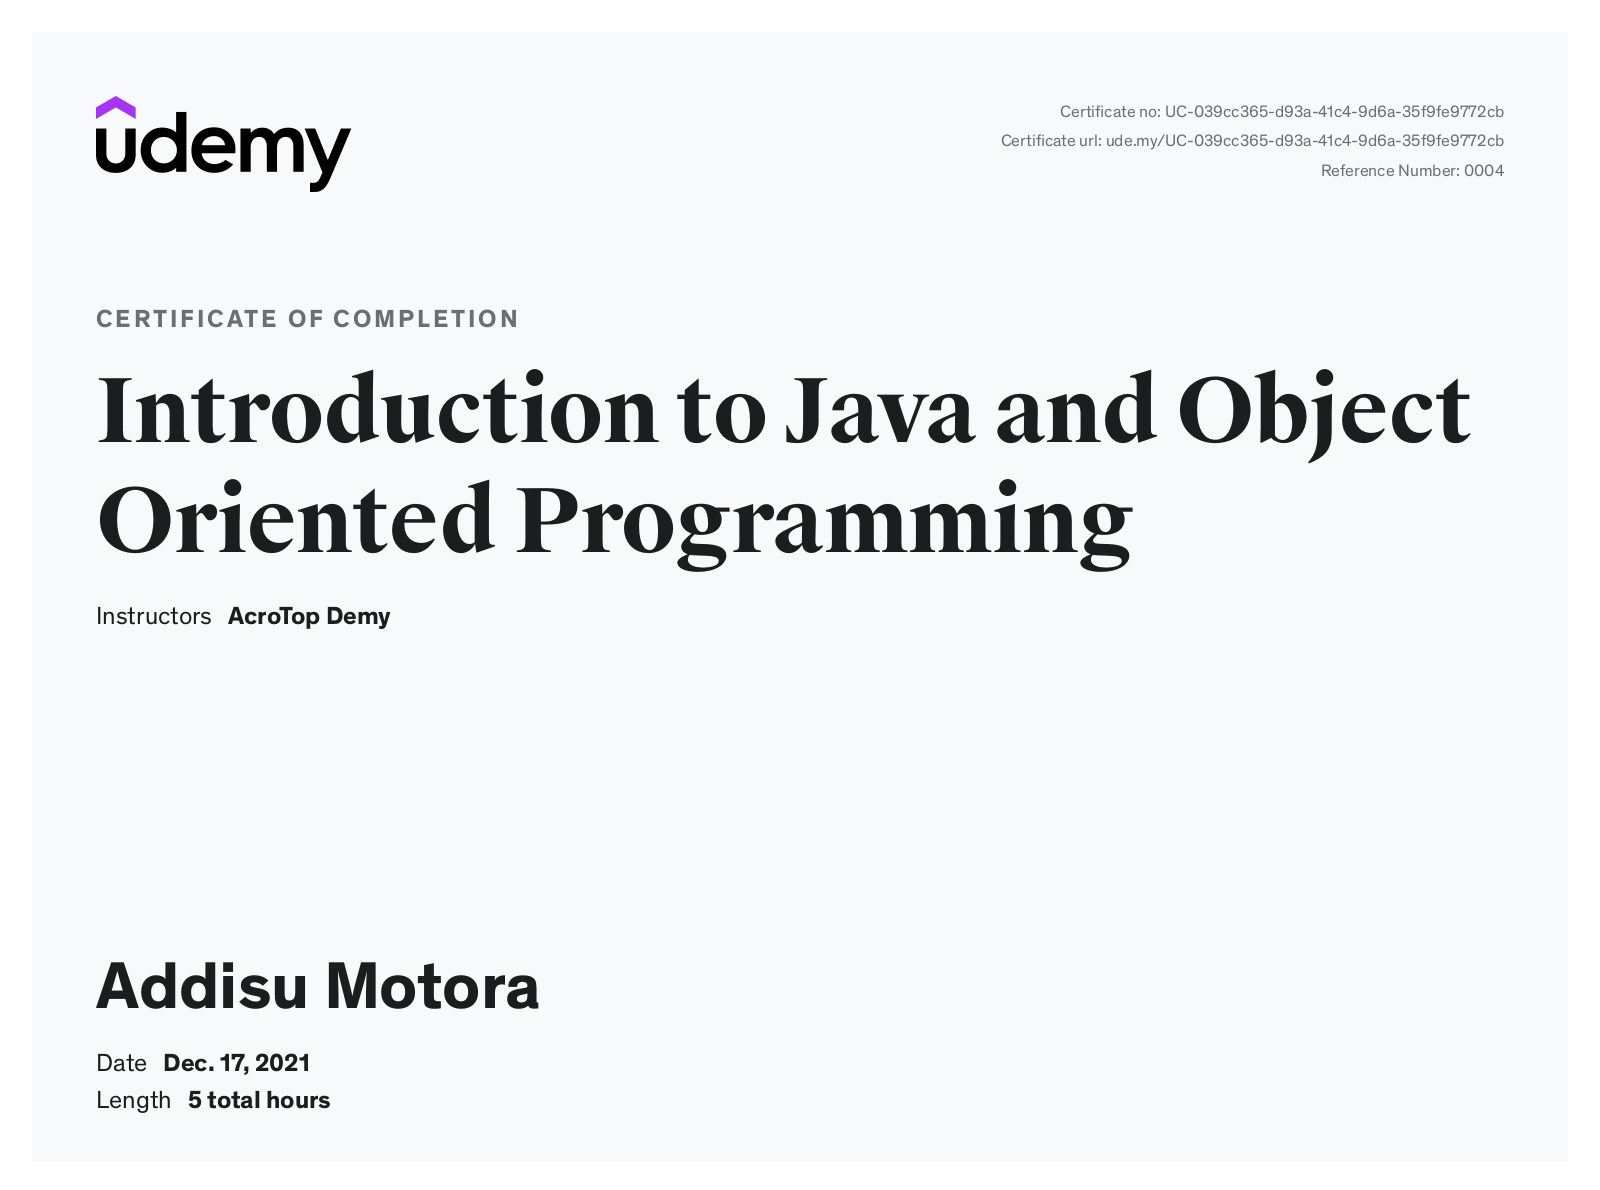 udemy
Certificate no: UC-039cc365-d93a-41c4-9d6a-35f9fe9772cb
Certificate url: ude.my/UC-039cc365-d93a-41c4-9d6a-35f9fe9772cb
Reference Number: 0004
CERTIFICATE OF COMPLETION
Introduction to Java and Object
Oriented Programming
Instructors AcroTop Demy
Addisu Motora
Date Dec. 17, 2021
Length 5 total hours